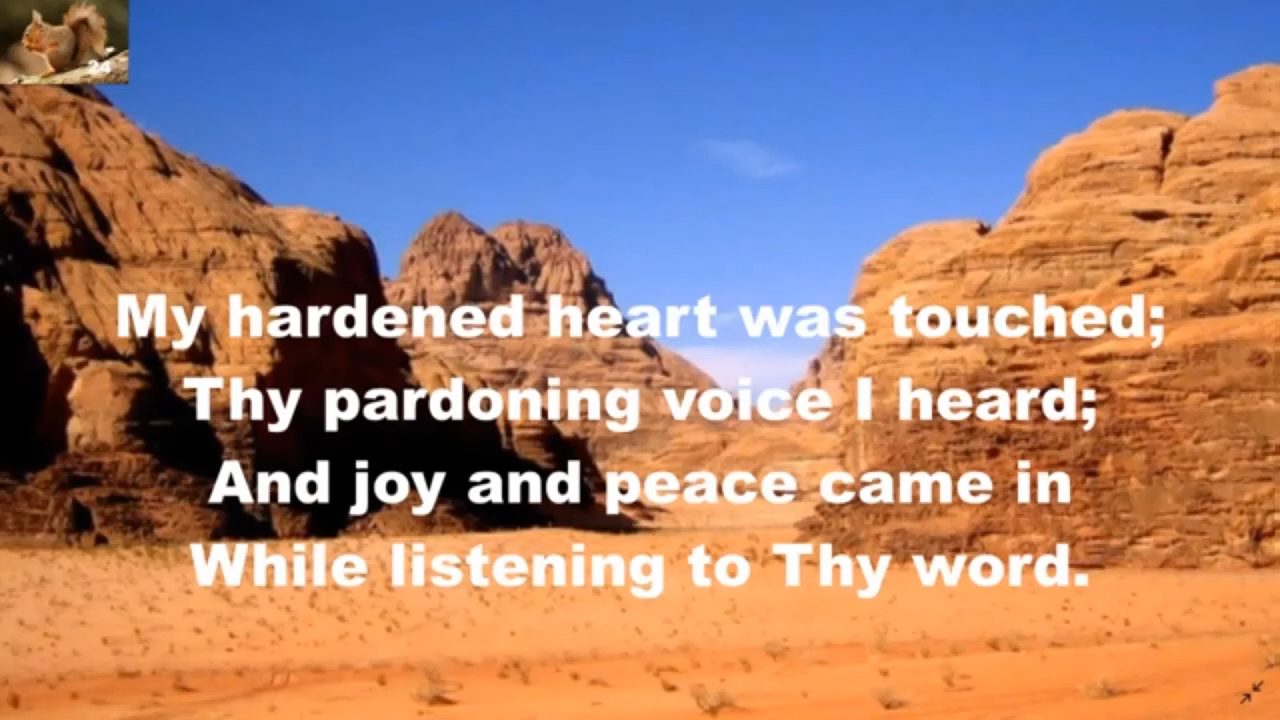 24
My hardened heart was touched;
Thy pardoning voice I heard;
And joy and peace came in
While listening to Thy word.